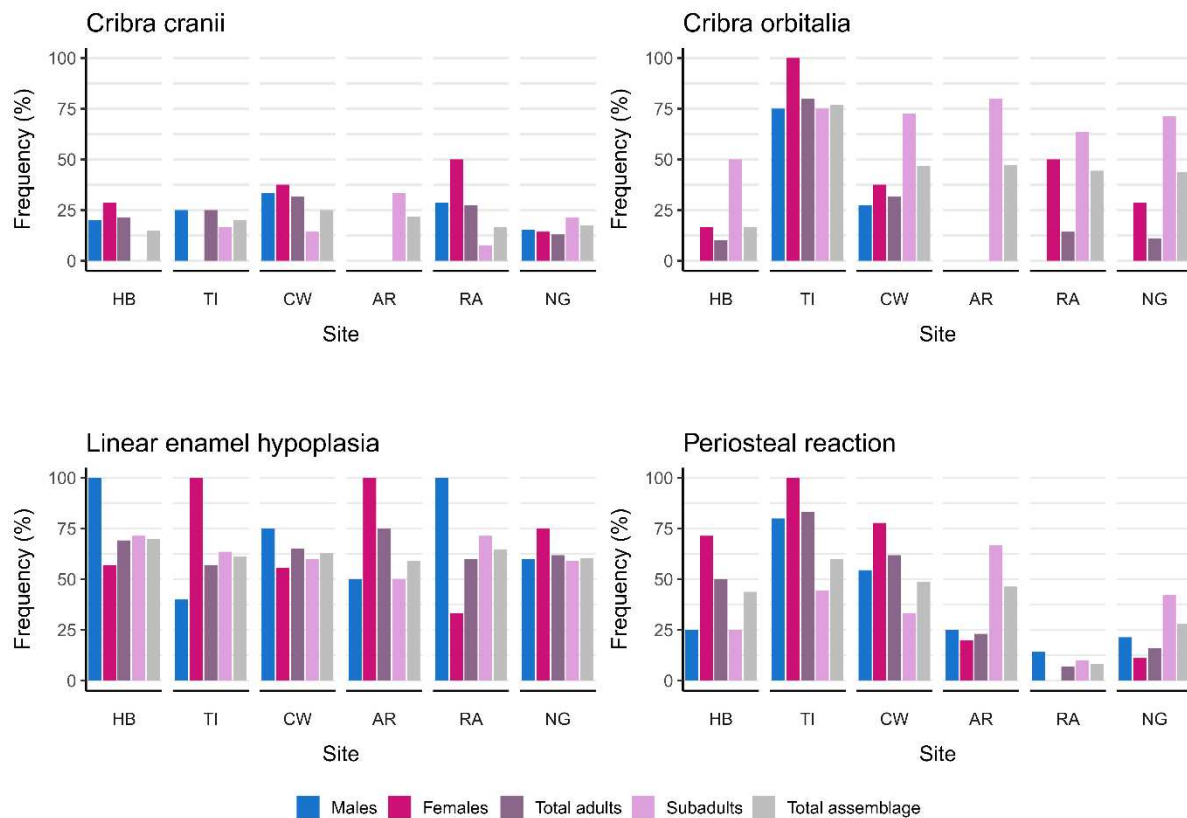 Cribra cranii
Frequency (%)
100
75
50
25
0
HB TI CW AR RA NG
Site
Cribra orbitalia
Frequency (%)
100
75
50
25
0
HB TI CW AR RA NG
Site
Linear enamel hypoplasia
Frequency (%)
100
75
50
25
0
HB TI CW AR RA NG
Site
Periosteal reaction
Frequency (%)
100
75
50
25
0
HB TI CW AR RA NG
Site
Males Females Total adults Subadults Total assemblage